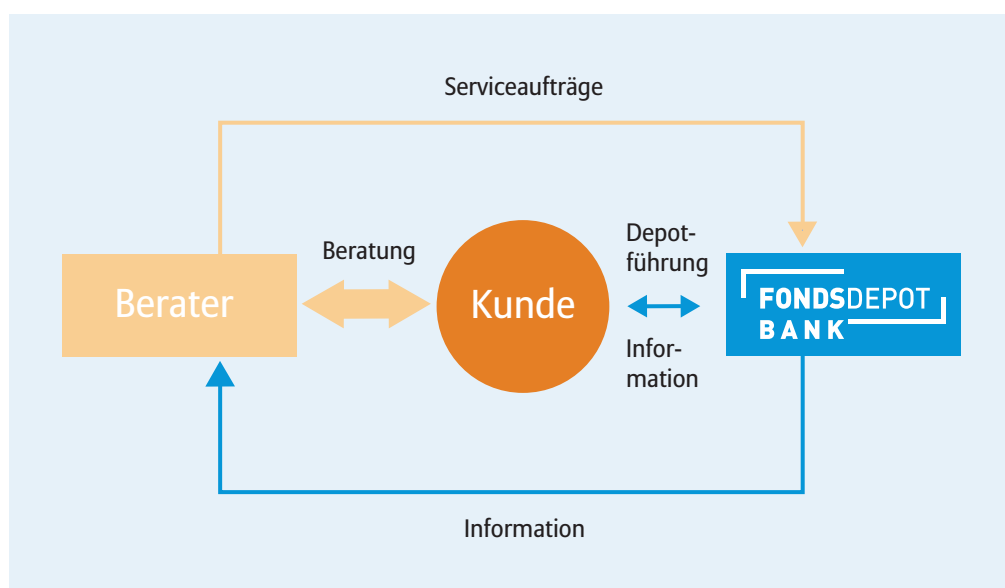 Serviceaufträge
Beratung
Depot-
führung
Berater
Kunde
FONDSDEPOT
BANK
Infor-
mation
Information